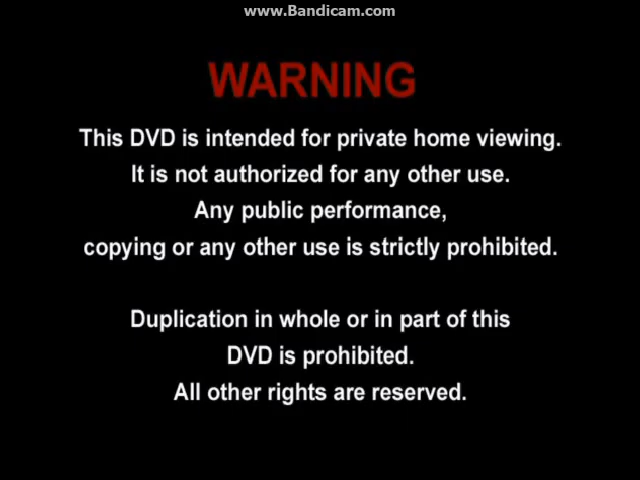 www.Bandicam.com
WARNING
This DVD is intended for private home viewing.
It is not authorized for any other use.
Any public performance,
copying or any other use is strictly prohibited.
Duplication in whole or in part of this
DVD is prohibited.
All other rights are reserved.